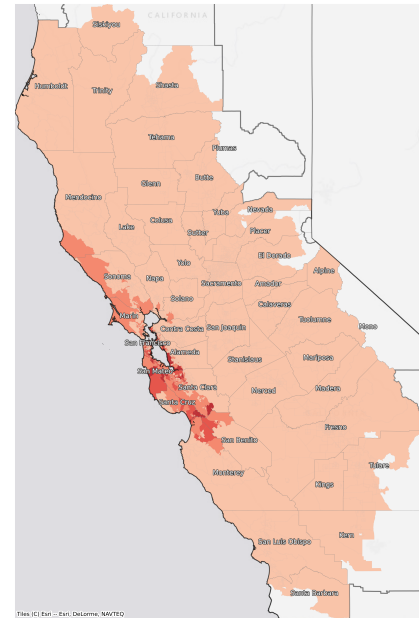 CALIFORNIA
Siskiyou
Humboldt
Trinity
Shasta
Tehama
Plumas
Glenn
Butte
Mendocino
Colusa
Yuba
Nevada
Lake
Sutter
Placer
Yolo
El Dorado
Sonoma
Napa
Alpine
Sacramento
Amador
Solano
Calaveras
Marin
Tuolumne
Contra Costa
San Joaquin
Mono
San Francisco
Alameda
Stanislaus
Mariposa
San Mateo
Santa Clara
Merced
Madera
Santa Cruz
Fresno
San Benito
Tulare
Monterey
Kings
Kern
San Luis Obispo
Santa Barbara
Tiles (C) Esri -- Esri, DeLorme, NAVTEQ